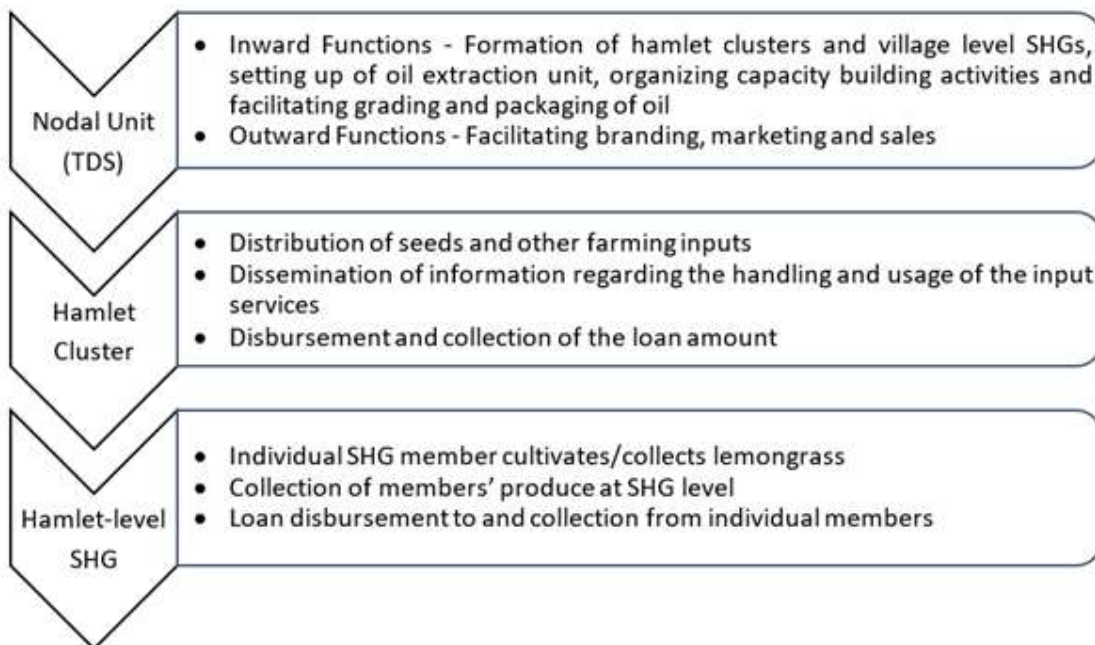 Nodal Unit
(TDS)
• Inward Functions - Formation of hamlet clusters and village level SHGs,
setting up of oil extraction unit, organizing capacity building activities and
facilitating grading and packaging of oil
• Outward Functions - Facilitating branding, marketing and sales
Hamlet
Cluster
• Distribution of seeds and other farming inputs
• Dissemination of information regarding the handling and usage of the input
services
• Disbursement and collection of the loan amount
Hamlet-level
SHG
• Individual SHG member cultivates/collects lemongrass
• Collection of members’ produce at SHG level
• Loan disbursement to and collection from individual members